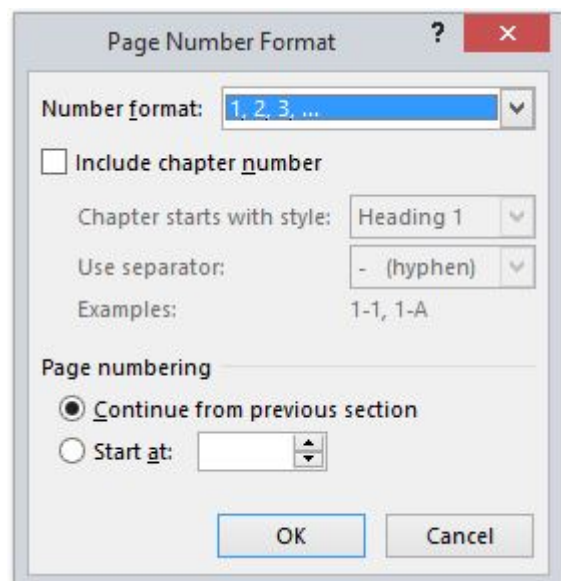 Page Number Format ?
Number format: 1, 2, 3, ...
Include chapter number
Chapter starts with style: Heading 1
Use separator: - (hyphen)
Examples: 1-1, 1-A
Page numbering
Continue from previous section
Start at:
OK Cancel